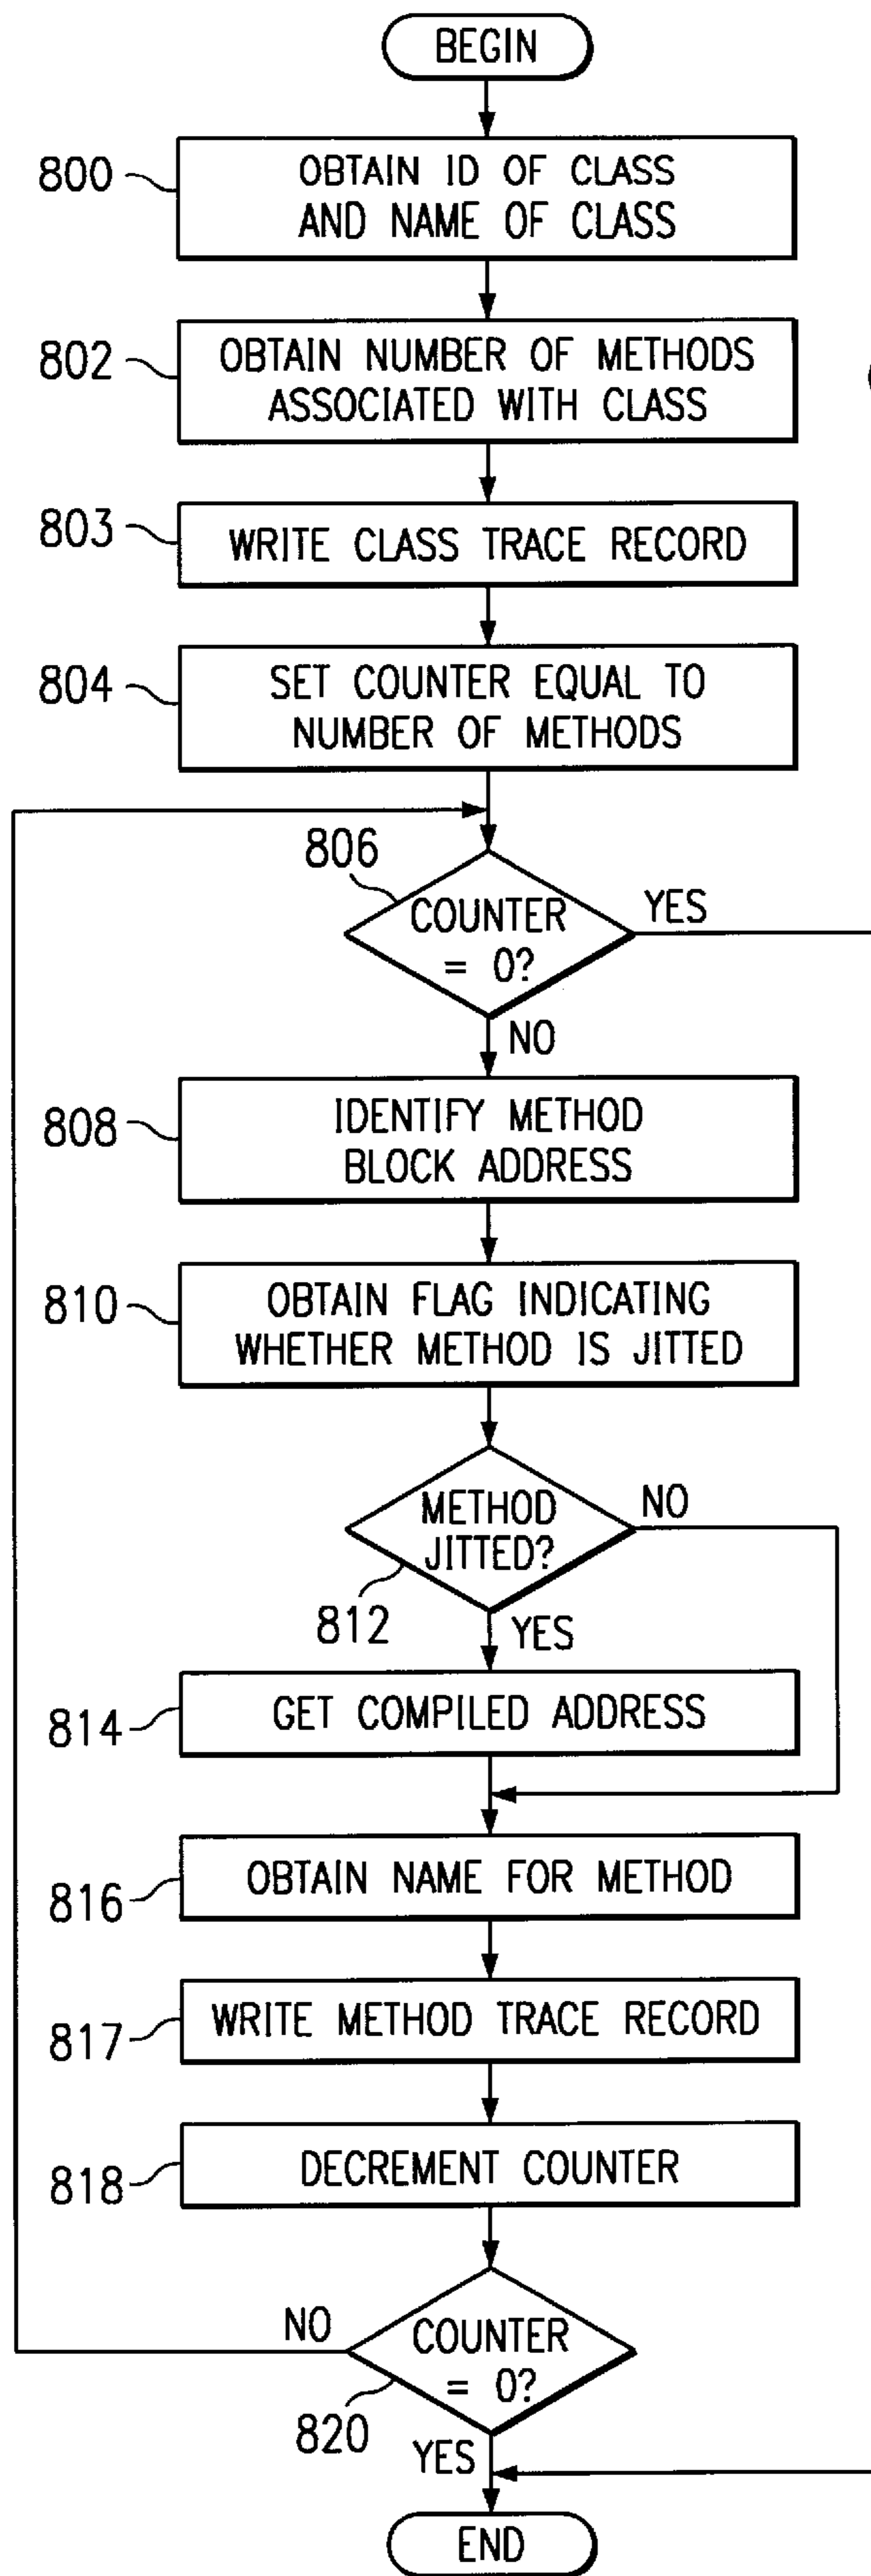 BEGIN
800
OBTAIN ID OF CLASS
AND NAME OF CLASS
802
OBTAIN NUMBER OF METHODS
ASSOCIATED WITH CLASS
803
WRITE CLASS TRACE RECORD
804
SET COUNTER EQUAL TO
NUMBER OF METHODS
806
COUNTER
= 0?
YES
NO
808
IDENTIFY METHOD
BLOCK ADDRESS
810
OBTAIN FLAG INDICATING
WHETHER METHOD IS JITTED
METHOD
JITTED?
NO
812
YES
814
GET COMPILED ADDRESS
816
OBTAIN NAME FOR METHOD
817
WRITE METHOD TRACE RECORD
818
DECREMENT COUNTER
NO
COUNTER
= 0?
820
YES
END